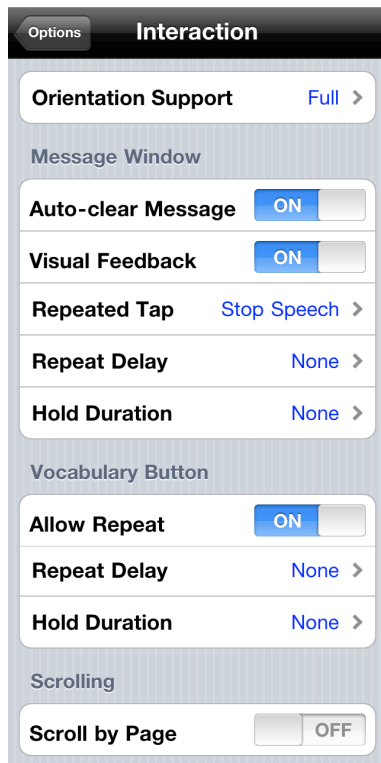 Options Interaction
Orientation Support Full
Message Window
Auto-clear Message ON
Visual Feedback ON
Repeated Tap Stop Speech
Repeat Delay None
Hold Duration None
Vocabulary Button
Allow Repeat ON
Repeat Delay None
Hold Duration None
Scrolling
Scroll by Page OFF